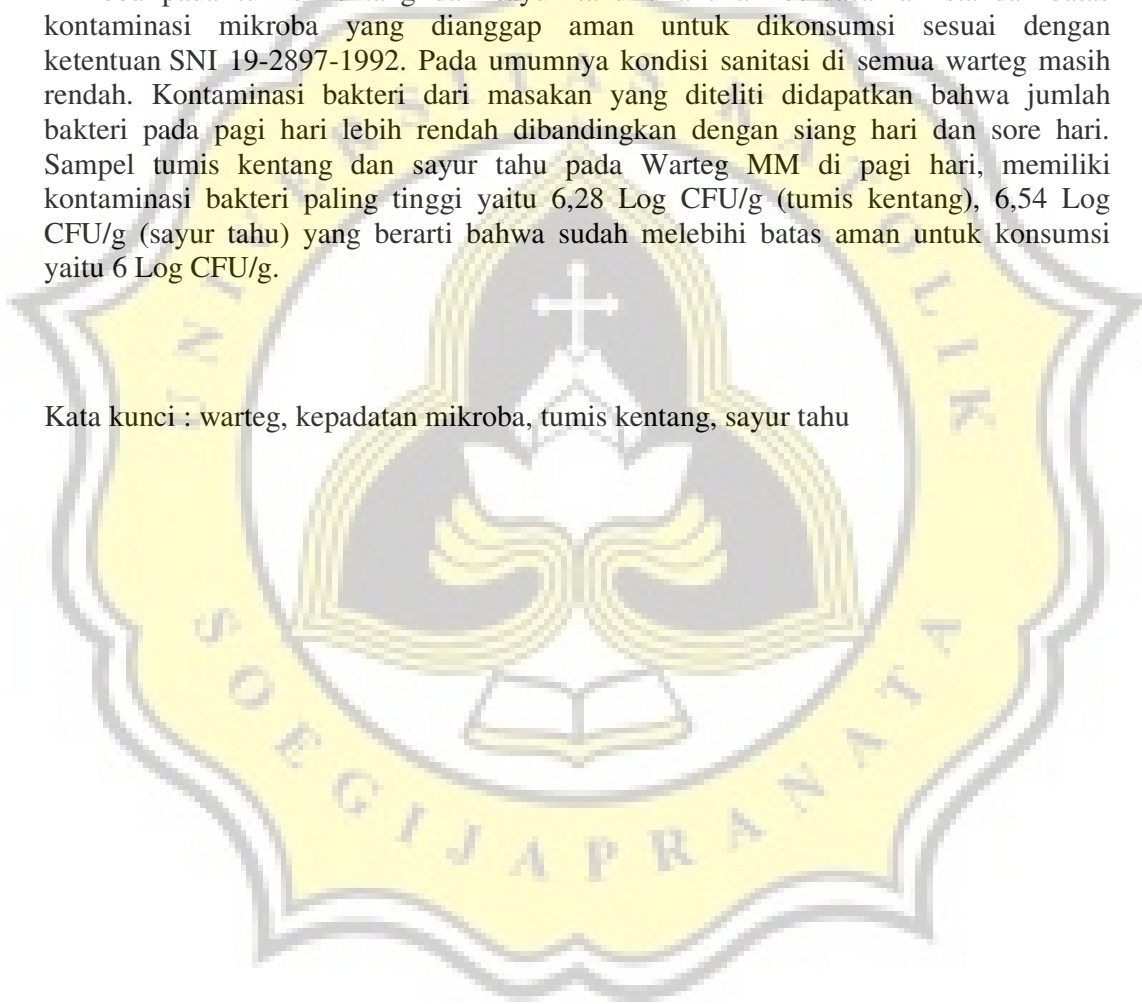 kontaminasi mikroba yang dianggap aman untuk dikonsumsi sesuai dengan
ketentuan SNI 19-2897-1992. Pada umumnya kondisi sanitasi di semua warteg masih
rendah. Kontaminasi bakteri dari masakan yang diteliti didapatkan bahwa jumlah
bakteri pada pagi hari lebih rendah dibandingkan dengan siang hari dan sore hari.
Sampel tumis kentang dan sayur tahu pada Warteg MM di pagi hari, memiliki
kontaminasi bakteri paling tinggi yaitu 6,28 Log CFU/g (tumis kentang), 6,54 Log
CFU/g (sayur tahu) yang berarti bahwa sudah melebihi batas aman untuk konsumsi
yaitu 6 Log CFU/g.
Kata kunci : warteg, kepadatan mikroba, tumis kentang, sayur tahu
SOEGIJAPRANATA